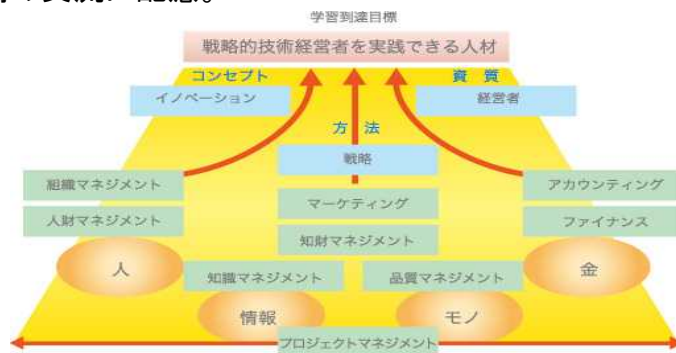 学習到達目標
戦略的技術経営者を実践できる人材
コンセプト
資 質
イノベーション
経営者
方 法
戦略
組織マネジメント
アカウンティング
マーケティング
人財マネジメント
ファイナンス
知財マネジメント
人
知識マネジメント
品質マネジメント
金
情報
モノ
プロジェクトマネジメント